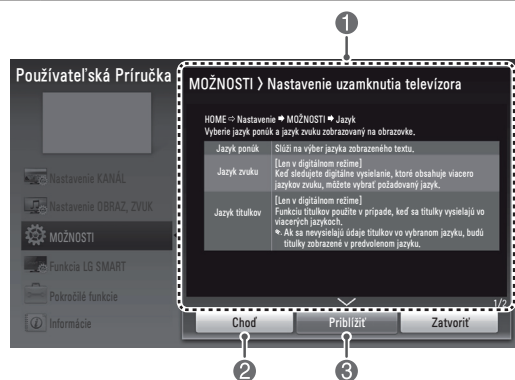 1
Používateľská Príručka
MOŽNOSTI > Nastavenie uzamknutia televízora
HOME ⇨ Nastavenie ➡ MOŽNOSTI ➡ Jazyk
Vyberie jazyk ponúk a jazyk zvuku zobrazovaný na obrazovke.
Jazyk ponúk
Slúži na výber jazyka zobrazeného textu.
Jazyk zvuku
[Len v digitálnom režime]
Keď sledujete digitálne vysielanie, ktoré obsahuje viacero
jazykov zvuku, môžete vybrať požadovaný jazyk.
Jazyk titulkov
[Len v digitálnom režime]
Funkciu titulkov použite v prípade, keď sa titulky vysielajú vo
viacerých jazykoch.
Ak sa nevysielajú údaje titulkov vo vybranom jazyku, budú
titulky zobrazené v predvolenom jazyku.
Nastavenie KANÁL
Nastavenie OBRAZ, ZVUK
MOŽNOSTI
Funkcia LG SMART
Pokročilé funkcie
Informácie
1/2
Choď
Priblížiť
Zatvoriť
2
3